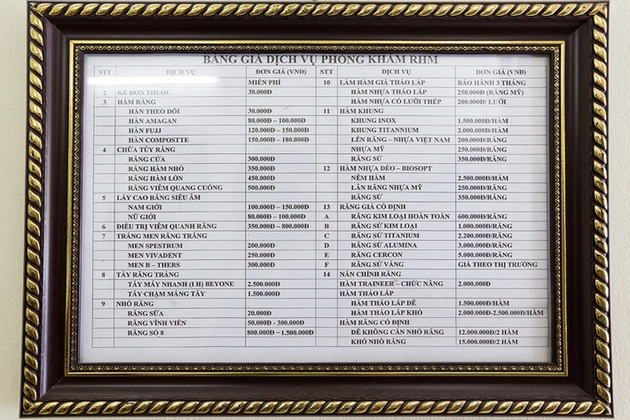 BẢNG GIÁ DỊCH VỤ PHÒNG KHÁM RHM
STT DỊCH VỤ ĐƠN GIÁ (VNĐ) STT DỊCH VỤ ĐƠN GIÁ (VNĐ)
MIỄN PHÍ 10 LÀM HÀM GIẢ THÁO LẮP BẢO HÀNH 3 THÁNG
2 KÊ ĐƠN THUỐC 30.000Đ HÀM NHỰA THÁO LẮP 250.000Đ (RĂNG MỸ)
3 HÀM RĂNG HÀM NHỰA CÓ LƯỚI THÉP 200.000Đ/ LƯỚI
HÀN THEO DÕI 30.000Đ 11 HÀM KHUNG
HÀN AMAGAN 80.000Đ – 100.000Đ KHUNG INOX 1.500.000Đ/HÀM
HÀN FUJI 120.000Đ – 150.000Đ KHUNG TITANIUM 2.000.000Đ/HÀM
HÀN COMPOSTTE 150.000Đ – 180.000Đ LÊN RĂNG – NHỰA VIỆT NAM 200.000Đ/RĂNG
4 CHỮA TỦY RĂNG NHỰA MỸ 250.000Đ/RĂNG
RĂNG CỬA 300.000Đ RĂNG SỨ 350.000Đ/RĂNG
RĂNG HÀM NHỎ 350.000Đ 12 HÀM NHỰA DẺO – BIOSOPT
RĂNG HÀM LỚN 450.000Đ NỀM HÀM 2.500.000Đ/HÀM
RĂNG VIÊM QUANG CUỐNG 500.000Đ LÂN RĂNG NHỰA MỸ 250.000Đ/RĂNG
5 LẤY CAO RĂNG SIÊU ÂM RĂNG SỨ 350.000Đ/RĂNG
NAM GIỚI 100.000Đ – 150.000Đ 13 RĂNG GIẢ CỐ ĐỊNH
NỮ GIỚI 80.000Đ – 100.000Đ A RĂNG KIM LOẠI HOÀN TOÀN 600.000Đ/RĂNG
6 ĐIỀU TRỊ VIÊM QUANH RĂNG 350.000Đ – 800.000Đ B RĂNG SỨ KIM LOẠI 1.000.000Đ/RĂNG
7 TRÁNG MEN RĂNG TRẮNG C RĂNG SỨ TITANIUM 2.200.000Đ/RĂNG
MEN SPESTRUM 200.000Đ D RĂNG SỨ ALUMINA 3.000.000Đ/RĂNG
MEN VIVADENT 250.000Đ E RĂNG CERCON 5.000.000Đ/RĂNG
MEN B – THERS 300.000Đ F RĂNG SỨ VÀNG GIÁ THEO THỊ TRƯỜNG
8 TẨY RĂNG TRẮNG 14 NẮN CHỈNH RĂNG
TẨY MÁY NHANH (1 H) BEYONE 2.500.000Đ HÀM TRAINEER – CHỨC NĂNG 2.000.000Đ
TẨY CHẬM MÁNG TẨY 1.500.000Đ HÀM THÁO LẮP
9 NHỔ RĂNG HÀM THÁO LẮP DỄ 1.500.000Đ/HÀM
RĂNG SỮA 20.000Đ HÀM THÁO LẮP KHÓ 2.000.000Đ-2.500.000Đ/HÀM
RĂNG VĨNH VIỄN 50.000Đ - 300.000Đ HÀM RĂNG CỐ ĐỊNH
RĂNG SỐ 8 800.000Đ – 1.500.000Đ DỄ KHÔNG CẦN NHỔ RĂNG 12.000.000Đ/2 HÀM
KHÓ NHỔ RĂNG 15.000.000Đ/2 HÀM